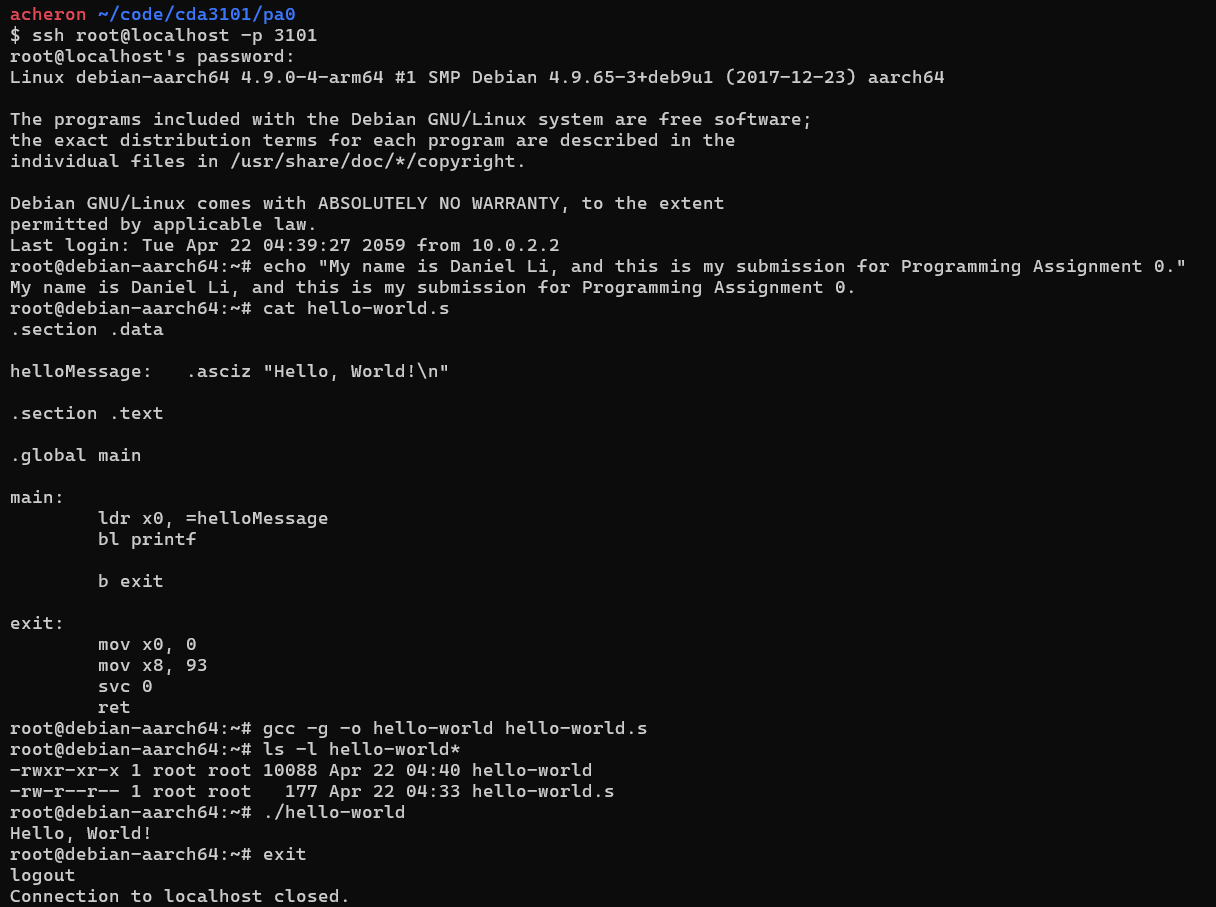 acheron ~/code/cda3101/pa0
$ ssh root@localhost -p 3101
root@localhost's password:
Linux debian-aarch64 4.9.0-4-arm64 #1 SMP Debian 4.9.65-3+deb9u1 (2017-12-23) aarch64

The programs included with the Debian GNU/Linux system are free software;
the exact distribution terms for each program are described in the
individual files in /usr/share/doc/*/copyright.

Debian GNU/Linux comes with ABSOLUTELY NO WARRANTY, to the extent
permitted by applicable law.
Last login: Tue Apr 22 04:39:27 2059 from 10.0.2.2
root@debian-aarch64:~# echo "My name is Daniel Li, and this is my submission for Programming Assignment 0."
My name is Daniel Li, and this is my submission for Programming Assignment 0.
root@debian-aarch64:~# cat hello-world.s
.section .data

helloMessage:   .asciz "Hello, World!\n"

.section .text

.global main

main:
        ldr x0, =helloMessage
        bl printf

        b exit

exit:
        mov x0, 0
        mov x8, 93
        svc 0
        ret
root@debian-aarch64:~# gcc -g -o hello-world hello-world.s
root@debian-aarch64:~# ls -l hello-world*
-rwxr-xr-x 1 root root 10088 Apr 22 04:40 hello-world
-rw-r--r-- 1 root root   177 Apr 22 04:33 hello-world.s
root@debian-aarch64:~# ./hello-world
Hello, World!
root@debian-aarch64:~# exit
logout
Connection to localhost closed.